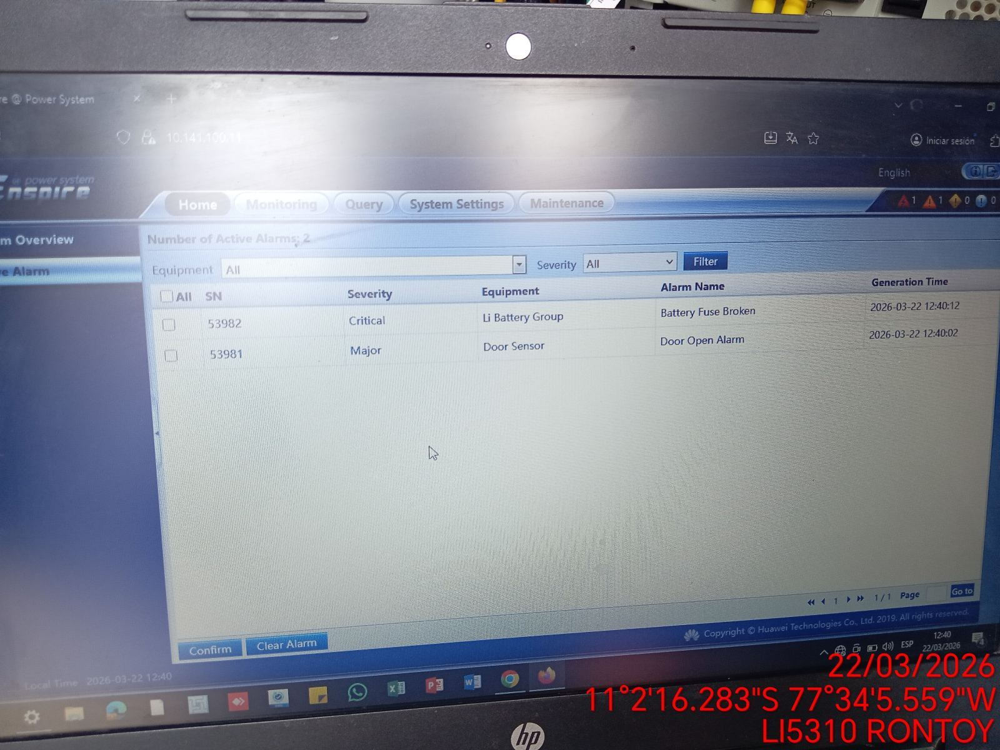 re @ Power System
10.141.100.11
Iniciar sesión
power system
English
Enspire
Home Monitoring Query System Settings Maintenance
1 1 0 0
m Overview
Number of Active Alarms: 2
e Alarm
Equipment All Severity All Filter
All SN Severity Equipment Alarm Name Generation Time
53982 Critical Li Battery Group Battery Fuse Broken 2026-03-22 12:40:12
53981 Major Door Sensor Door Open Alarm 2026-03-22 12:40:02
1 1 / 1 Page Go to
Confirm Clear Alarm
Copyright © Huawei Technologies Co., Ltd. 2019. All rights reserved.
Local Time 2026-03-22 12:40
ESP 12:40
22/03/2026
22/03/2026
11°2'16.283"S 77°34'5.559"W
LI5310 RONTOY
hp